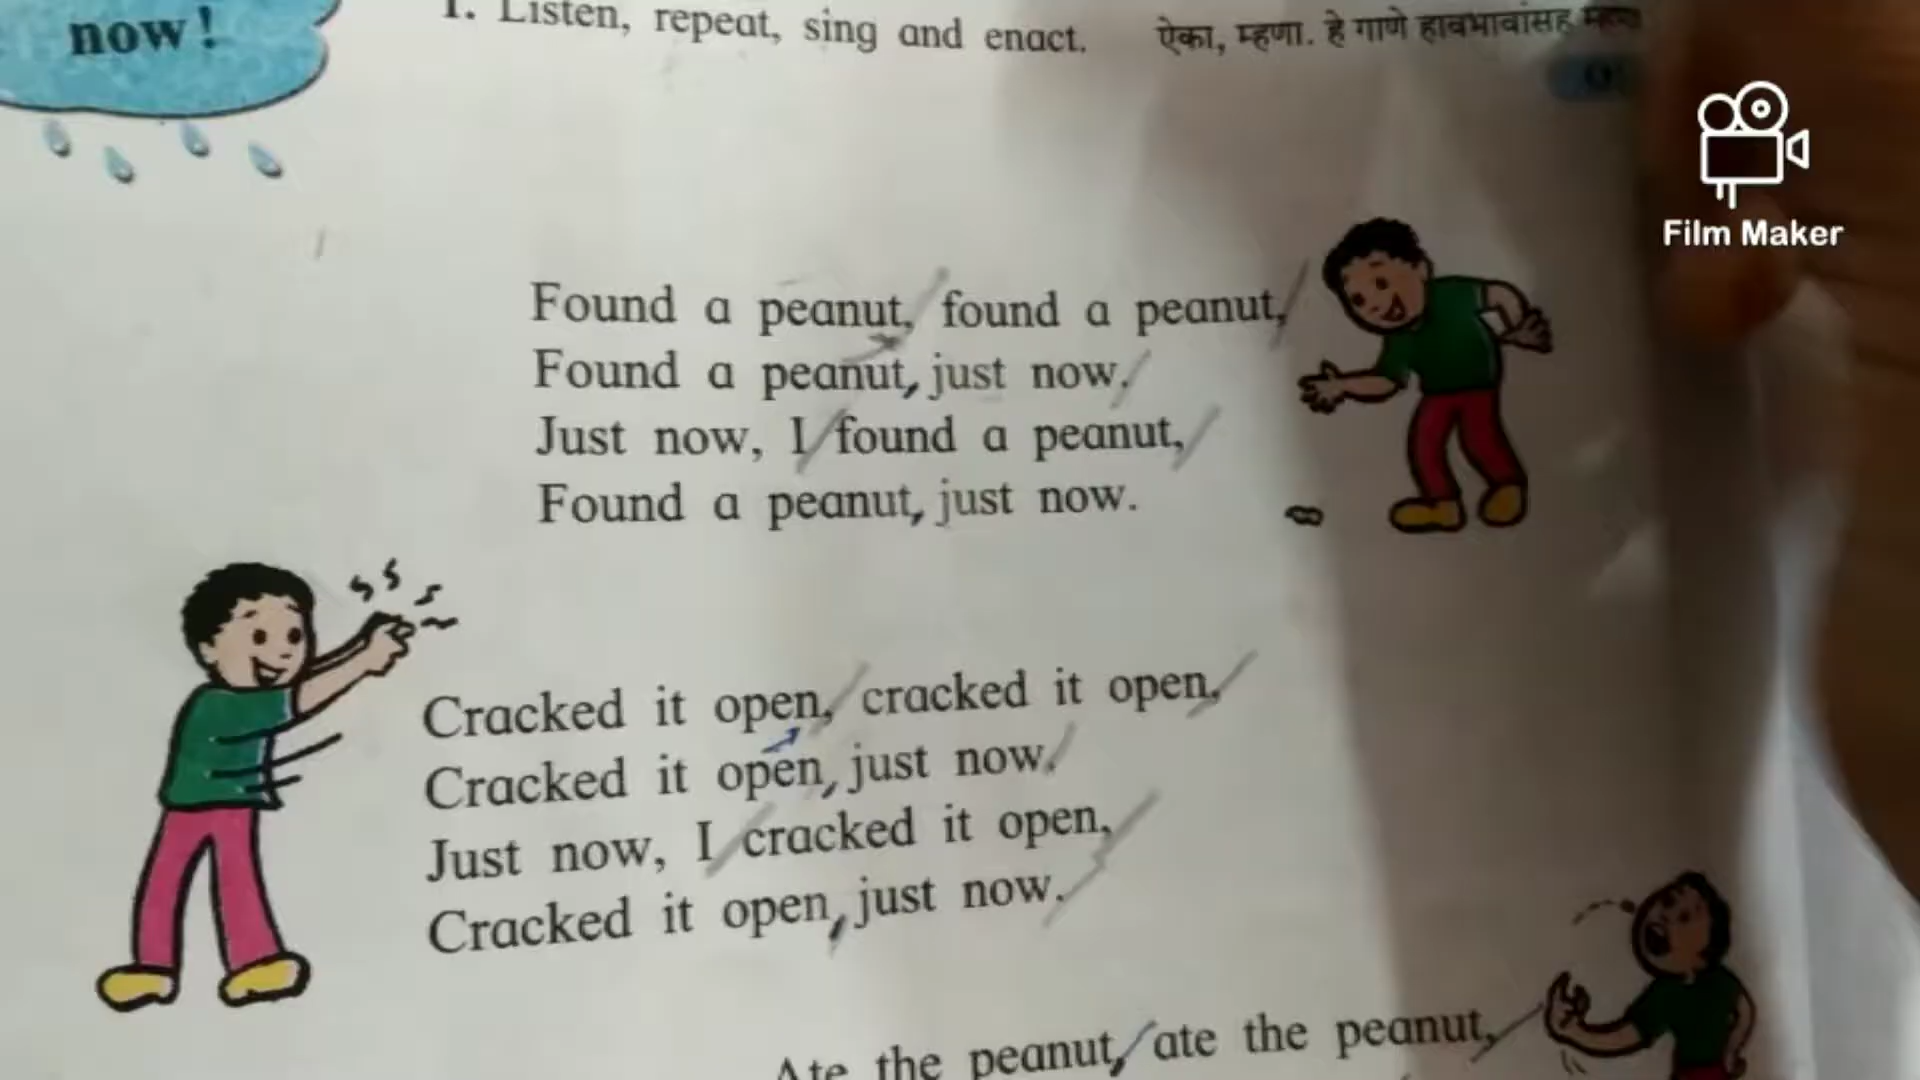 now!
1. Listen, repeat, sing and enact. ऐका, म्हणा. हे गाणे हावभावांसह म्हणा
Film Maker
Found a peanut, found a peanut,
Found a peanut, just now.
Just now, I found a peanut,
Found a peanut, just now.
Cracked it open, cracked it open,
Cracked it open, just now.
Just now, I cracked it open,
Cracked it open, just now.
Ate the peanut, ate the peanut,